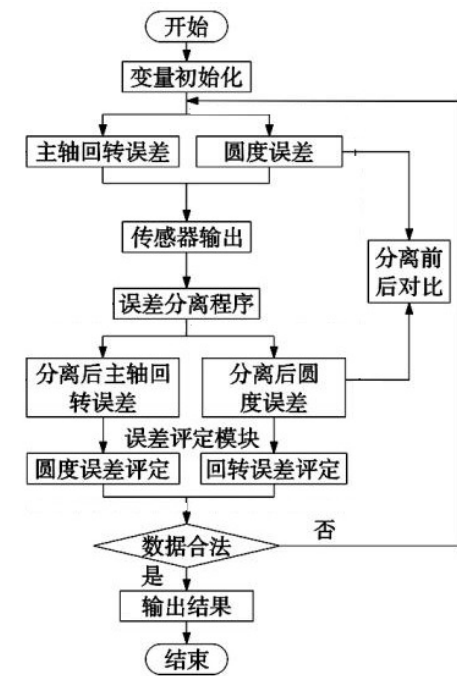 开始
变量初始化
主轴回转误差
圆度误差
传感器输出
分离前
后对比
误差分离程序
分离后主轴回
转误差
分离后圆
度误差
误差评定模块
圆度误差评定
回转误差评定
数据合法
否
是
输出结果
结束